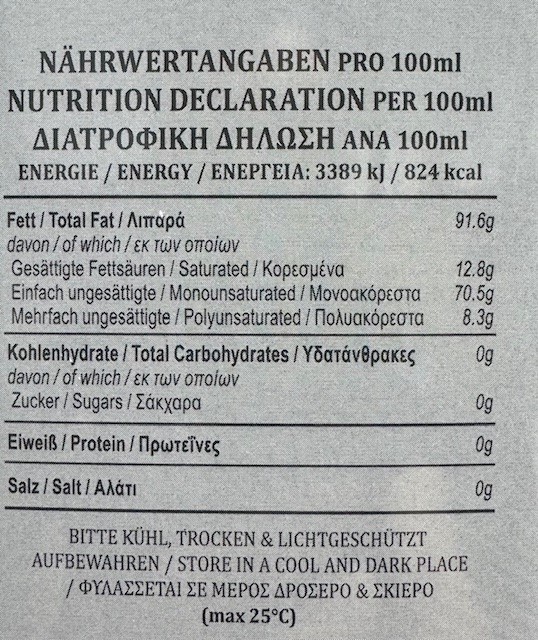 NÄHRWERTANGABEN PRO 100ml
NUTRITION DECLARATION PER 100ml
ΔΙΑΤΡΟΦΙΚΗ ΔΗΛΩΣΗ ΑΝΑ 100ml
ENERGIE / ENERGY / ΕΝΕΡΓΕΙΑ: 3389 kJ / 824 kcal
Fett / Total Fat / Λιπαρά 91.6g
davon / of which / εκ των οποίων
Gesättigte Fettsäuren / Saturated / Κορεσμένα 12.8g
Einfach ungesättigte / Monounsaturated / Μονοακόρεστα 70.5g
Mehrfach ungesättigte / Polyunsaturated / Πολυακόρεστα 8.3g
Kohlenhydrate / Total Carbohydrates / Υδατάνθρακες 0g
davon / of which / εκ των οποίων
Zucker / Sugars / Σάκχαρα 0g
Eiweiß / Protein / Πρωτεΐνες 0g
Salz / Salt / Αλάτι 0g
BITTE KÜHL, TROCKEN & LICHTGESCHÜTZT
AUFBEWAHREN / STORE IN A COOL AND DARK PLACE
/ ΦΥΛΑΣΣΕΤΑΙ ΣΕ ΜΕΡΟΣ ΔΡΟΣΕΡΟ & ΣΚΙΕΡΟ
(max 25°C)